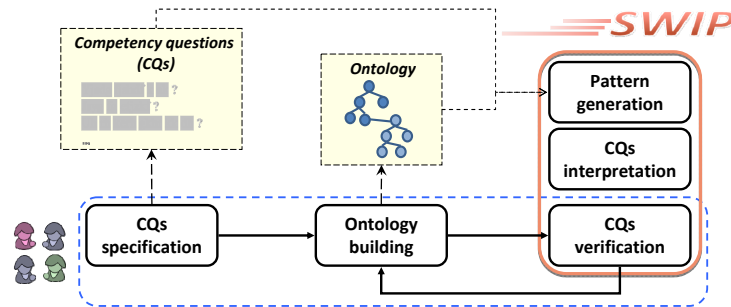 SWIP
Competency questions
(CQs)
?
?
?
Ontology
Pattern
generation
CQs
interpretation
CQs
specification
Ontology
building
CQs
verification